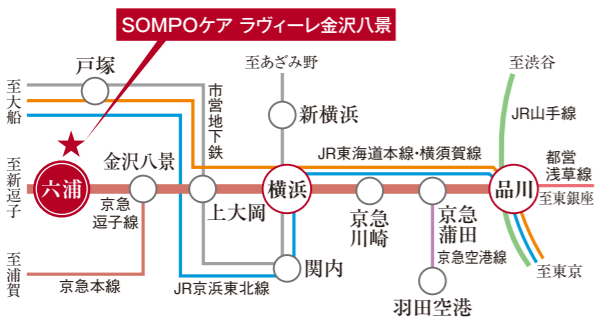 SOMPOケア ラヴィーレ金沢八景
戸塚
至あざみ野
至渋谷
至大船
市営地下鉄
新横浜
JR山手線
JR東海道本線・横須賀線
都営
浅草線
至新逗子
六浦
金沢八景
横浜
品川
至東銀座
京急
逗子線
上大岡
京急
川崎
京急
蒲田
至浦賀
京急本線
JR京浜東北線
関内
京急空港線
羽田空港
至東京